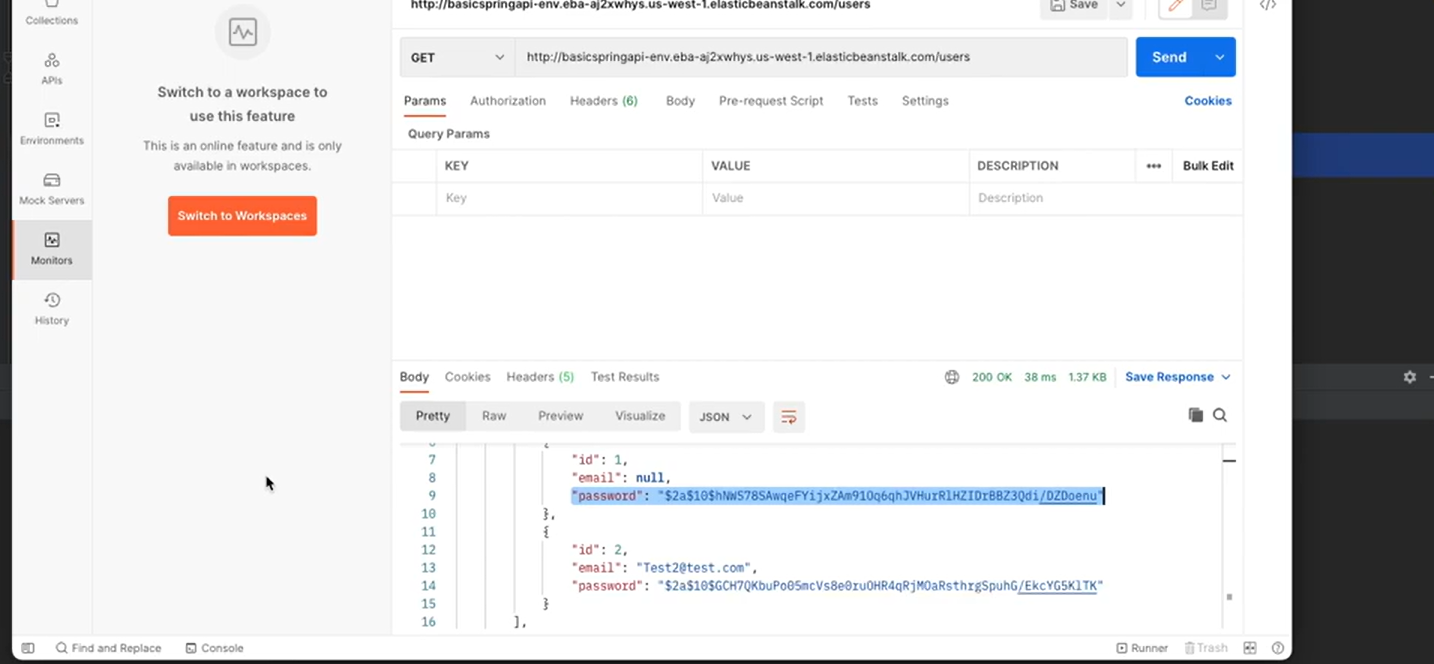 http://basicspringapi-env.eba-aj2xwhys.us-west-1.elasticbeanstalk.com/users
Save
Collections
GET
http://basicspringapi-env.eba-aj2xwhys.us-west-1.elasticbeanstalk.com/users
Send
APIs
Switch to a workspace to
use this feature
This is an online feature and is only
available in workspaces.
Switch to Workspaces
Environments
Mock Servers
Monitors
History
Params
Authorization
Headers (6)
Body
Pre-request Script
Tests
Settings
Cookies
Query Params
KEY
VALUE
DESCRIPTION
Bulk Edit
Key
Value
Description
Body
Cookies
Headers (5)
Test Results
200 OK
38 ms
1.37 KB
Save Response
Pretty
Raw
Preview
Visualize
JSON
7 "id": 1,
8 "email": null,
9 "password": "$2a$10$hNWS78SAwqeFYijxZAm91Oq6qhJVHurRlHZIDrBBZ3Qdi/DZDoenu"
10 },
11 {
12 "id": 2,
13 "email": "Test2@test.com",
14 "password": "$2a$10$GCH7QKbuPo05mcVs8e0ruOHR4qRjMOaRsthrgSpuhG/EkcYG5KlTK"
15 }
16 ],
Find and Replace
Console
Runner
Trash